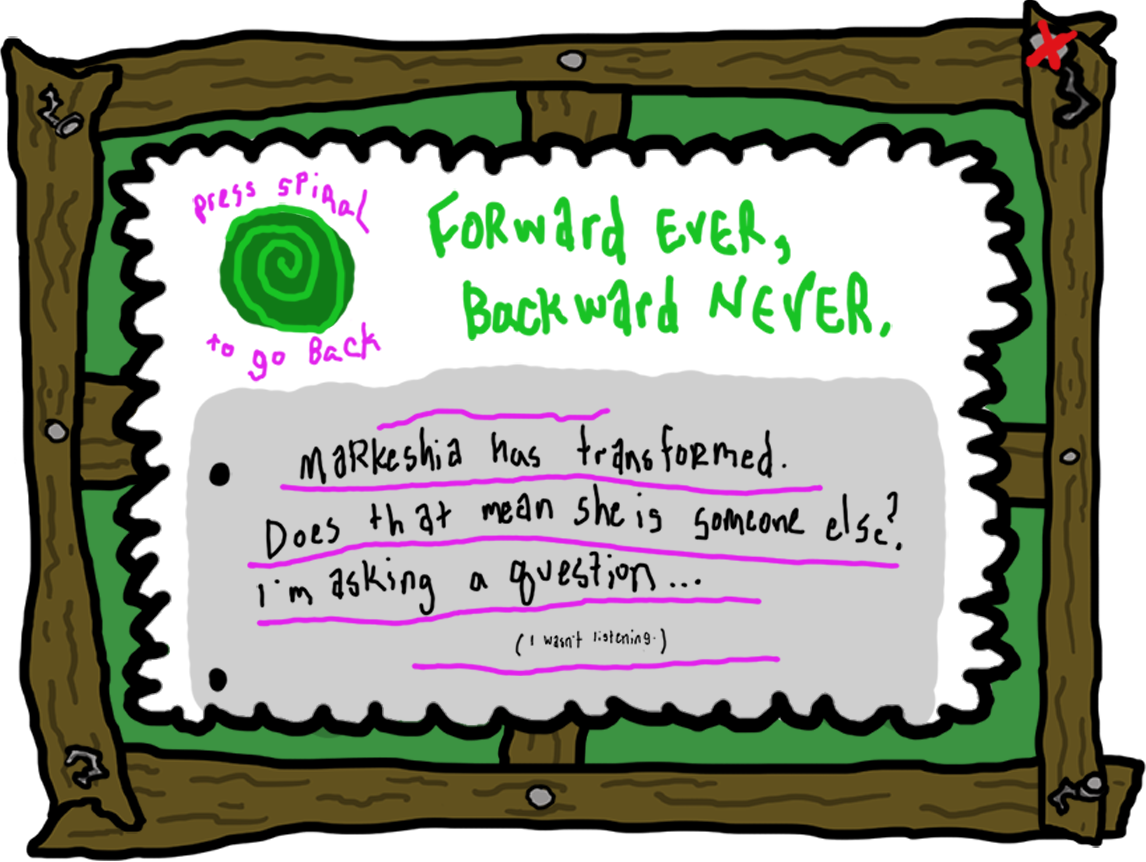 press spiral
to go Back
Forward Ever,
Backward NEVER.
Markeshia has transformed.
Does that mean she is someone else?
i'm asking a question...
(I wasn't listening.)